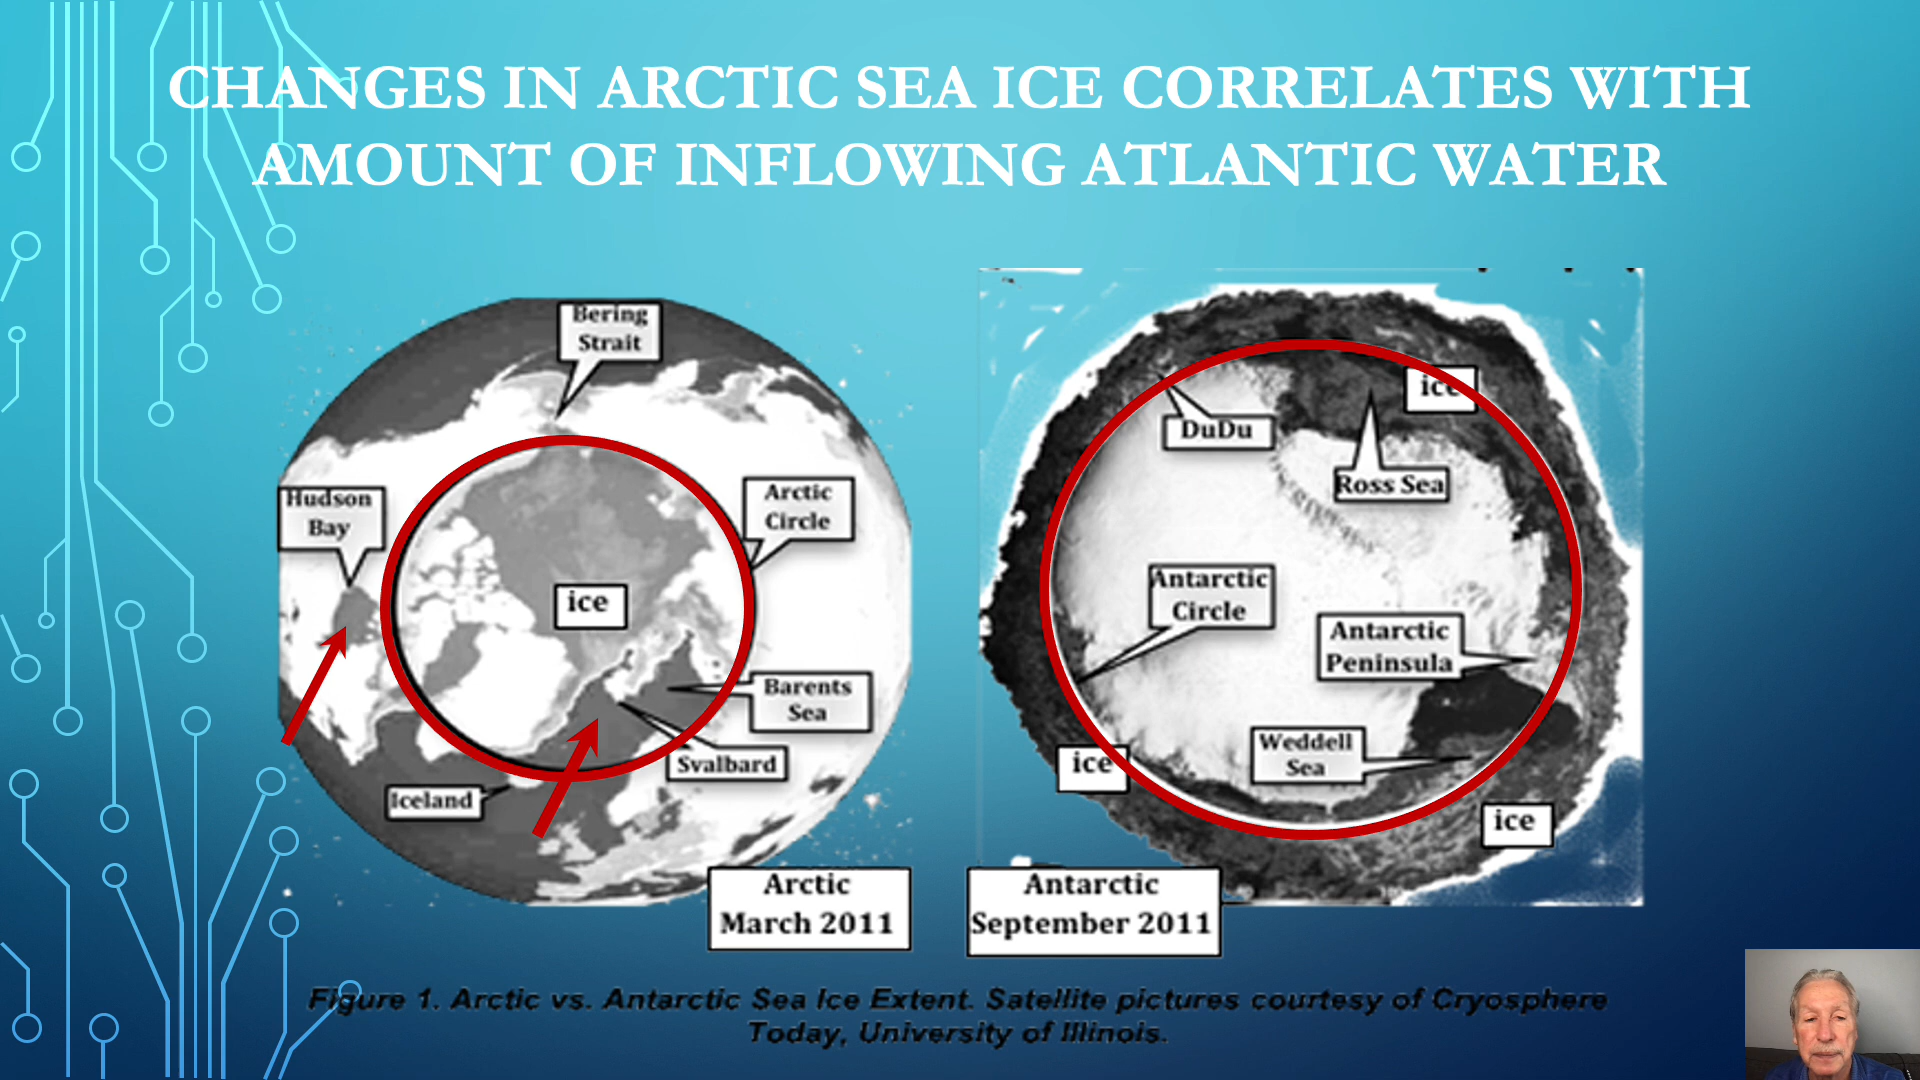 CHANGES IN ARCTIC SEA ICE CORRELATES WITH
AMOUNT OF INFLOWING ATLANTIC WATER
Bering
Strait
Hudson
Bay
Arctic
Circle
ice
Barents
Sea
Svalbard
Iceland
Arctic
March 2011
ice
DuDu
Ross Sea
Antarctic
Circle
Antarctic
Peninsula
Weddell
Sea
ice
ice
Antarctic
September 2011
Figure 1. Arctic vs. Antarctic Sea Ice Extent. Satellite pictures courtesy of Cryosphere
Today, University of Illinois.